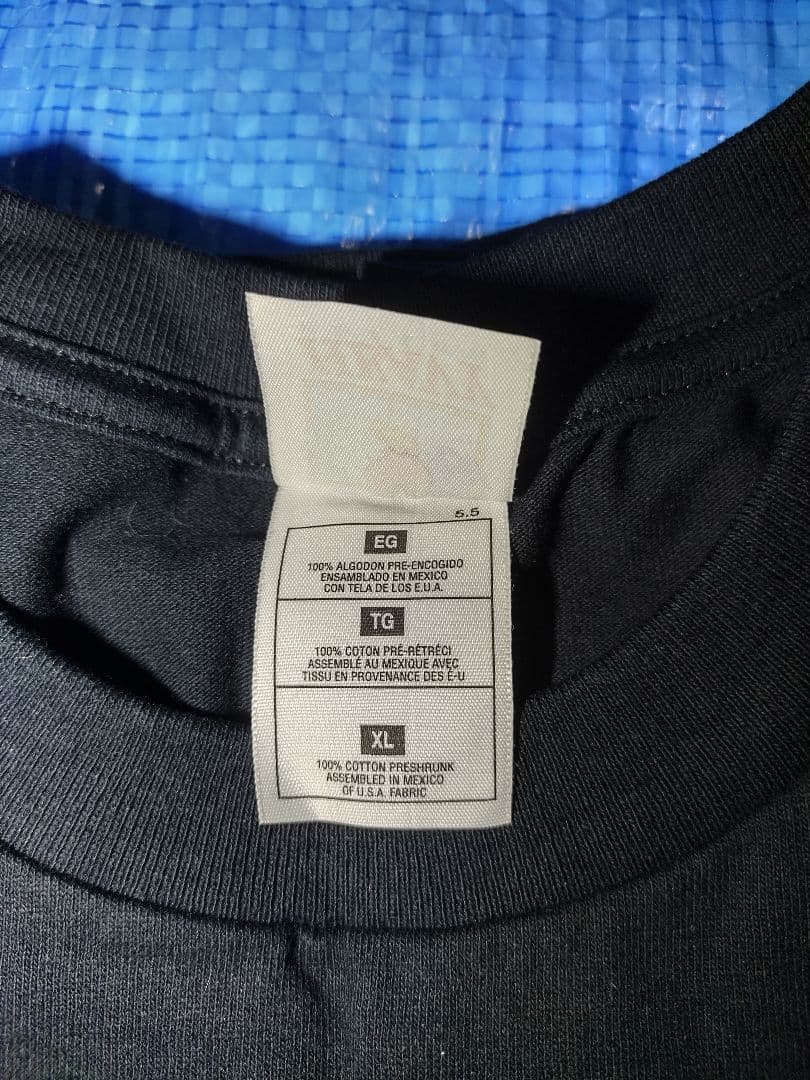 5.5
EG
100% ALGODON PRE-ENCOGIDO
ENSAMBLADO EN MEXICO
CON TELA DE LOS E.U.A.
TG
100% COTON PRÉ-RÉTRÉCI
ASSEMBLÉ AU MEXIQUE AVEC
TISSU EN PROVENANCE DES É-U
XL
100% COTTON PRESHRUNK
ASSEMBLED IN MEXICO
OF U.S.A. FABRIC